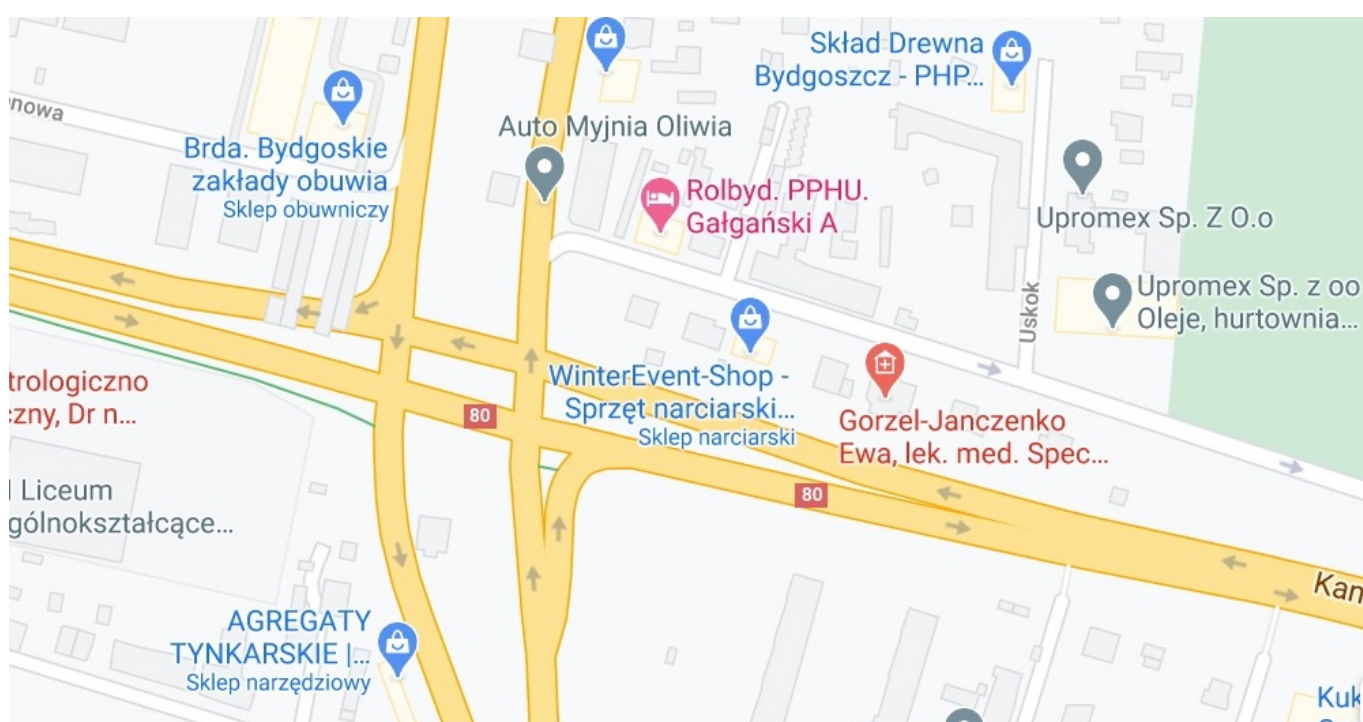 Skład Drewna
Bydgoszcz - PHP...
nowa
Auto Myjnia Oliwia
Brda. Bydgoskie
zakłady obuwia
Sklep obuwniczy
Rolbyd. PPHU.
Gałgański A
Upromex Sp. Z O.o
Upromex Sp. z oo
Oleje, hurtownia...
Uskok
WinterEvent-Shop -
Sprzęt narciarski...
Sklep narciarski
trologiczno
czny, Dr n...
80
Gorzel-Janczenko
Ewa, lek. med. Spec...
80
l Liceum
gólnokształcące...
Kan
AGREGATY
TYNKARSKIE |...
Sklep narzędziowy
Kuk